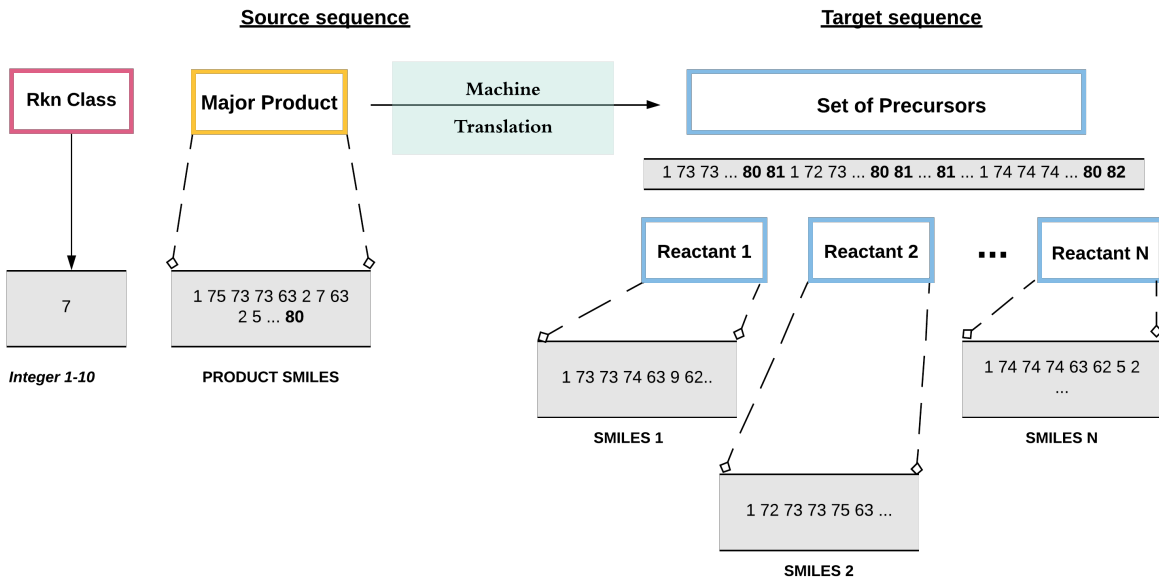 Source sequence
Target sequence
Rkn Class
Major Product
Machine
Translation
Set of Precursors
1 73 73 ... 80 81 1 72 73 ... 80 81 ... 81 ... 1 74 74 74 ... 80 82
Reactant 1
Reactant 2
...
Reactant N
7
1 75 73 73 63 2 7 63
2 5 ... 80
Integer 1-10
PRODUCT SMILES
1 73 73 74 63 9 62..
SMILES 1
1 74 74 74 63 62 5 2
...
SMILES N
1 72 73 73 75 63 ...
SMILES 2